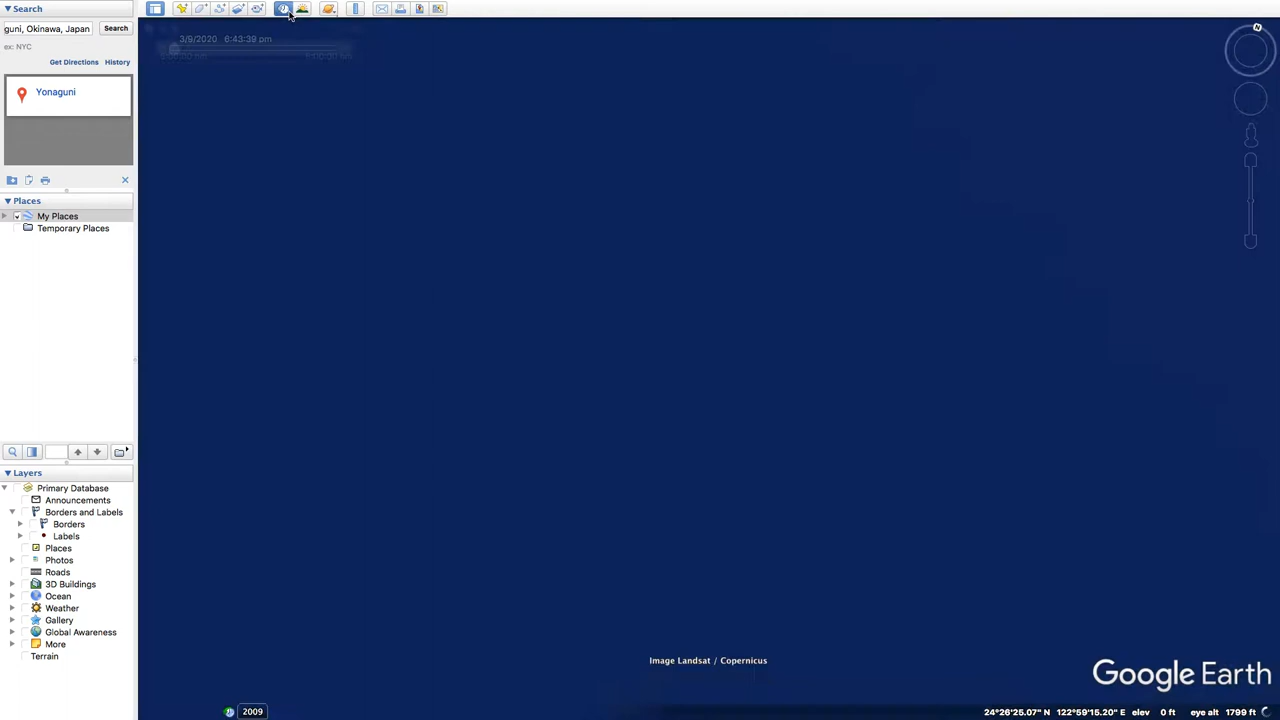 Search
guni, Okinawa, Japan
Search
ex: NYC
Get Directions
History
Yonaguni
Places
My Places
Temporary Places
Layers
Primary Database
Announcements
Borders and Labels
Borders
Labels
Places
Photos
Roads
3D Buildings
Ocean
Weather
Gallery
Global Awareness
More
Terrain
3/9/2020 6:43:39 pm
N
Image Landsat / Copernicus
Google Earth
2009
24°26'25.07" N 122°59'15.20" E elev 0 ft eye alt 1799 ft